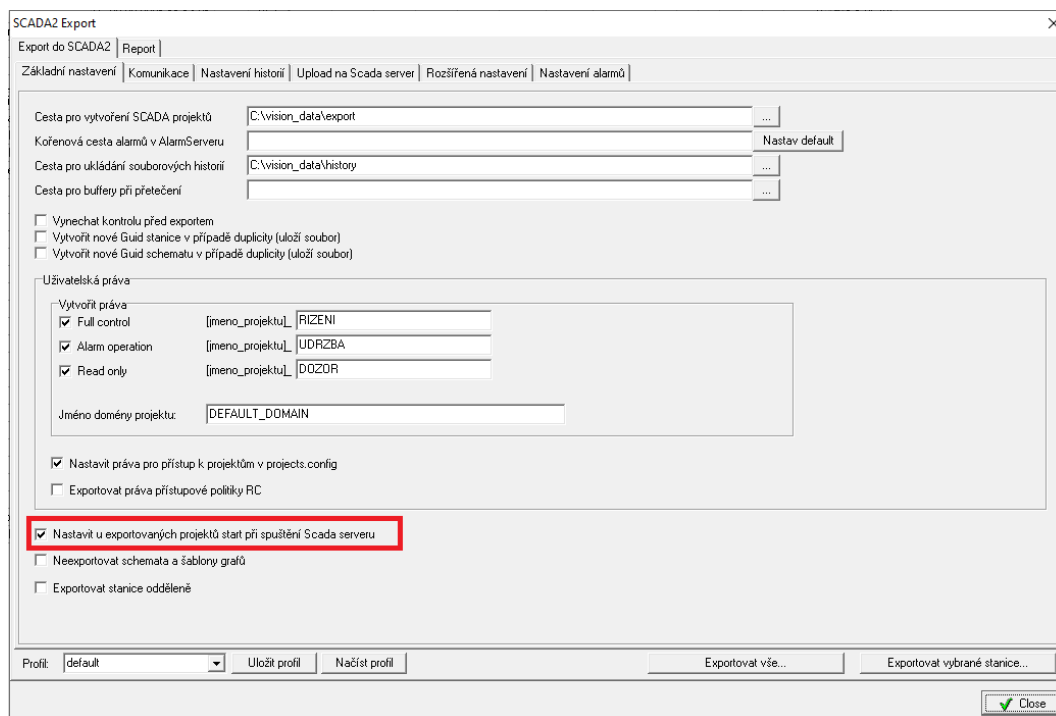 SCADA2 Export
Export do SCADA2 Report
Základní nastavení Komunikace Nastavení historií Upload na Scada server Rozšířená nastavení Nastavení alarmů
Cesta pro vytvoření SCADA projektů C:\vision_data\export ...
Kořenová cesta alarmů v AlarmServeru Nastav default
Cesta pro ukládání souborových historií C:\vision_data\history ...
Cesta pro buffery při přetečení ...
Vynechat kontrolu před exportem
Vytvořit nové Guid stanice v případě duplicity (uloží soubor)
Vytvořit nové Guid schematu v případě duplicity (uloží soubor)
Uživatelská práva
Vytvořit práva
Full control [jmeno_projektu]_ RIZENI
Alarm operation [jmeno_projektu]_ UDRZBA
Read only [jmeno_projektu]_ DOZOR
Jméno domény projektu: DEFAULT_DOMAIN
Nastavit práva pro přístup k projektům v projects.config
Exportovat práva přístupové politiky RC
Nastavit u exportovaných projektů start při spuštění Scada serveru
Neexportovat schemata a šablony grafů
Exportovat stanice odděleně
Profil: default Uložit profil Načíst profil Exportovat vše... Exportovat vybrané stanice...
Close